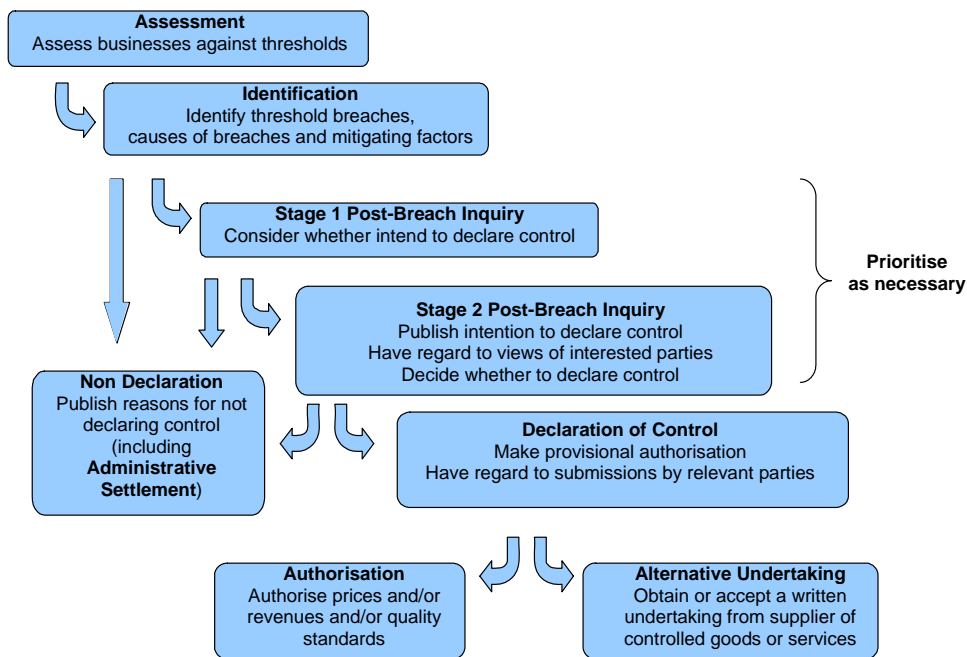 Assessment
Assess businesses against thresholds
Identification
Identify threshold breaches,
causes of breaches and mitigating factors
Stage 1 Post-Breach Inquiry
Consider whether intend to declare control
Prioritise
as necessary
Stage 2 Post-Breach Inquiry
Publish intention to declare control
Have regard to views of interested parties
Decide whether to declare control
Non Declaration
Publish reasons for not
declaring control
(including
Administrative
Settlement)
Declaration of Control
Make provisional authorisation
Have regard to submissions by relevant parties
Authorisation
Authorise prices and/or
revenues and/or quality
standards
Alternative Undertaking
Obtain or accept a written
undertaking from supplier of
controlled goods or services